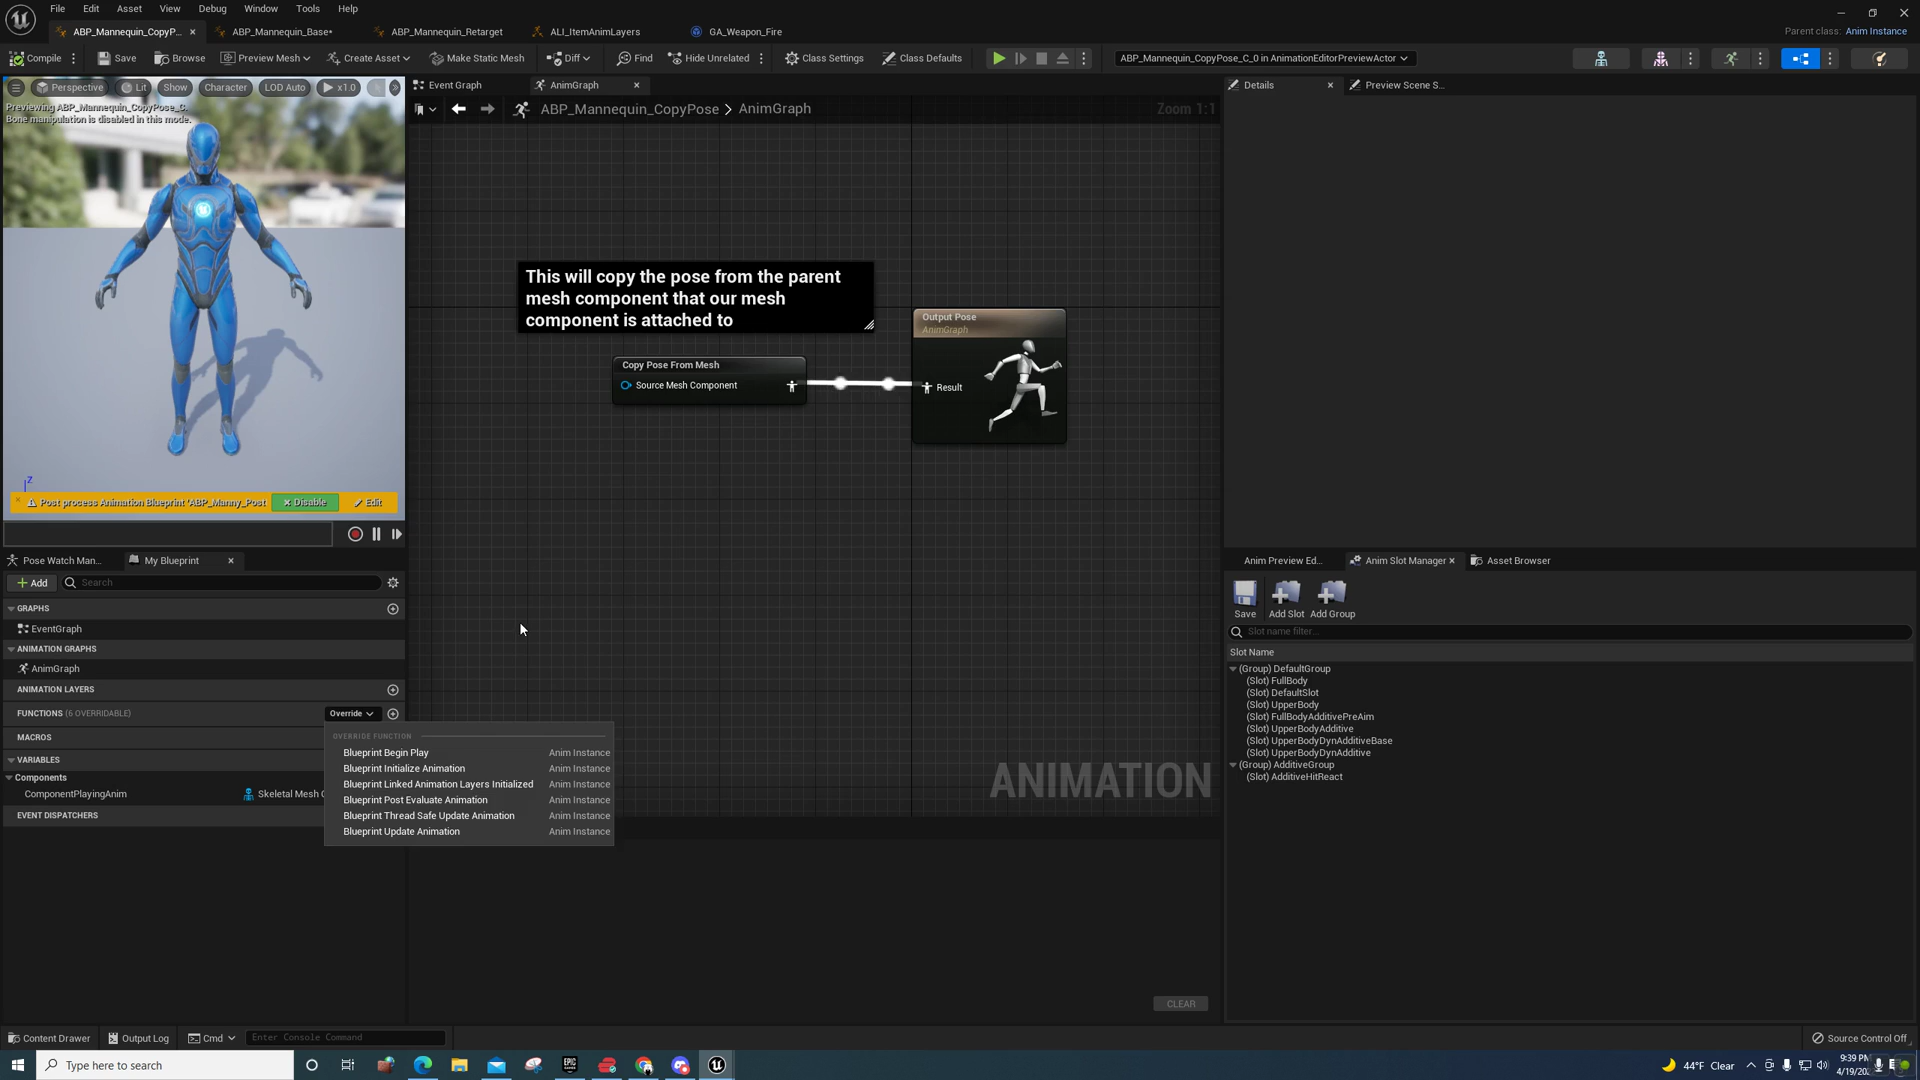 File Edit Asset View Debug Window Tools Help
ABP_Mannequin_CopyP...
ABP_Mannequin_Base*
ABP_Mannequin_Retarget
ALI_ItemAnimLayers
GA_Weapon_Fire
Parent class: Anim Instance
Compile
Save
Browse
Preview Mesh
Create Asset
Make Static Mesh
Diff
Find
Hide Unrelated
Class Settings
Class Defaults
ABP_Mannequin_CopyPose_C_0 in AnimationEditorPreviewActor
Perspective
Lit
Show
Character
LOD Auto
x1.0
Previewing ABP_Mannequin_CopyPose_C.
Bone manipulation is disabled in this mode.
Z
Post process Animation Blueprint 'ABP_Manny_Post
Disable
Edit
Event Graph
AnimGraph
ABP_Mannequin_CopyPose > AnimGraph
Zoom 1:1
This will copy the pose from the parent
mesh component that our mesh
component is attached to
Copy Pose From Mesh
Source Mesh Component
Output Pose
AnimGraph
Result
ANIMATION
CLEAR
Details
Preview Scene S...
Pose Watch Man...
My Blueprint
Add
Search
GRAPHS
EventGraph
ANIMATION GRAPHS
AnimGraph
ANIMATION LAYERS
FUNCTIONS (6 OVERRIDABLE)
Override
MACROS
VARIABLES
Components
ComponentPlayingAnim
Skeletal Mesh C
EVENT DISPATCHERS
OVERRIDE FUNCTION
Blueprint Begin Play Anim Instance
Blueprint Initialize Animation Anim Instance
Blueprint Linked Animation Layers Initialized Anim Instance
Blueprint Post Evaluate Animation Anim Instance
Blueprint Thread Safe Update Animation Anim Instance
Blueprint Update Animation Anim Instance
Anim Preview Ed...
Anim Slot Manager
Asset Browser
Save
Add Slot
Add Group
Slot name filter...
Slot Name
(Group) DefaultGroup
(Slot) FullBody
(Slot) DefaultSlot
(Slot) UpperBody
(Slot) FullBodyAdditivePreAim
(Slot) UpperBodyAdditive
(Slot) UpperBodyDynAdditiveBase
(Slot) UpperBodyDynAdditive
(Group) AdditiveGroup
(Slot) AdditiveHitReact
Content Drawer
Output Log
Cmd
Enter Console Command
Source Control Off
Type here to search
EPIC
44°F Clear
9:39 PM